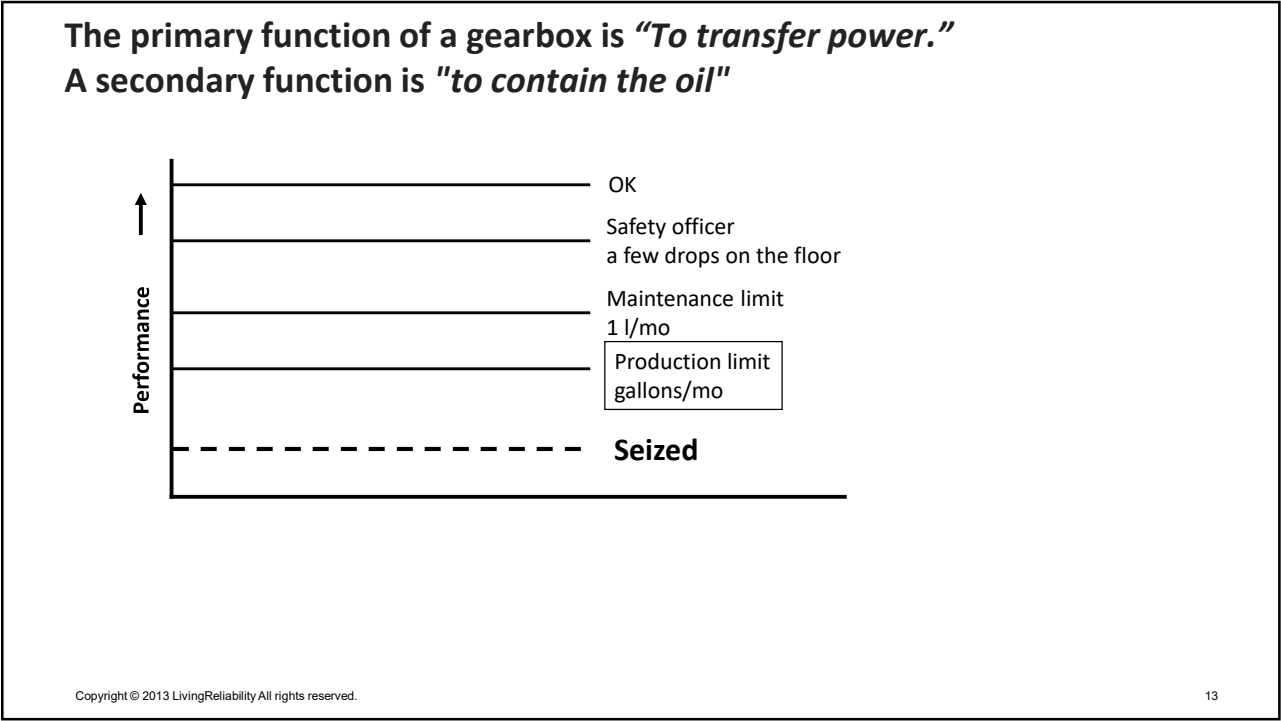 The primary function of a gearbox is “To transfer power.”
A secondary function is "to contain the oil"
OK
Safety officer
a few drops on the floor
Maintenance limit
1 l/mo
Production limit
gallons/mo
Seized
Performance
Copyright © 2013 LivingReliability All rights reserved.
13